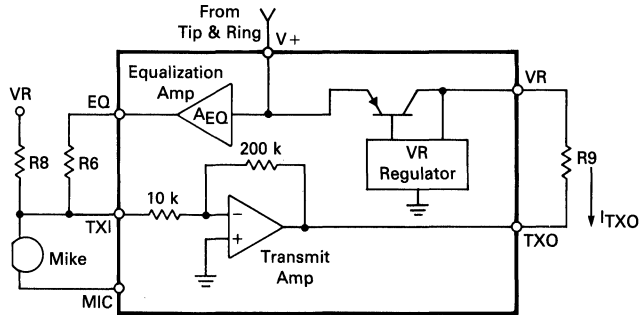 From
Tip & Ring
V+
Equalization
Amp
VR
EQ
AEQ
VR
R8
R6
200 k
VR
Regulator
R9
ITXO
10 k
TXI
−
+
Transmit
Amp
TXO
Mike
MIC